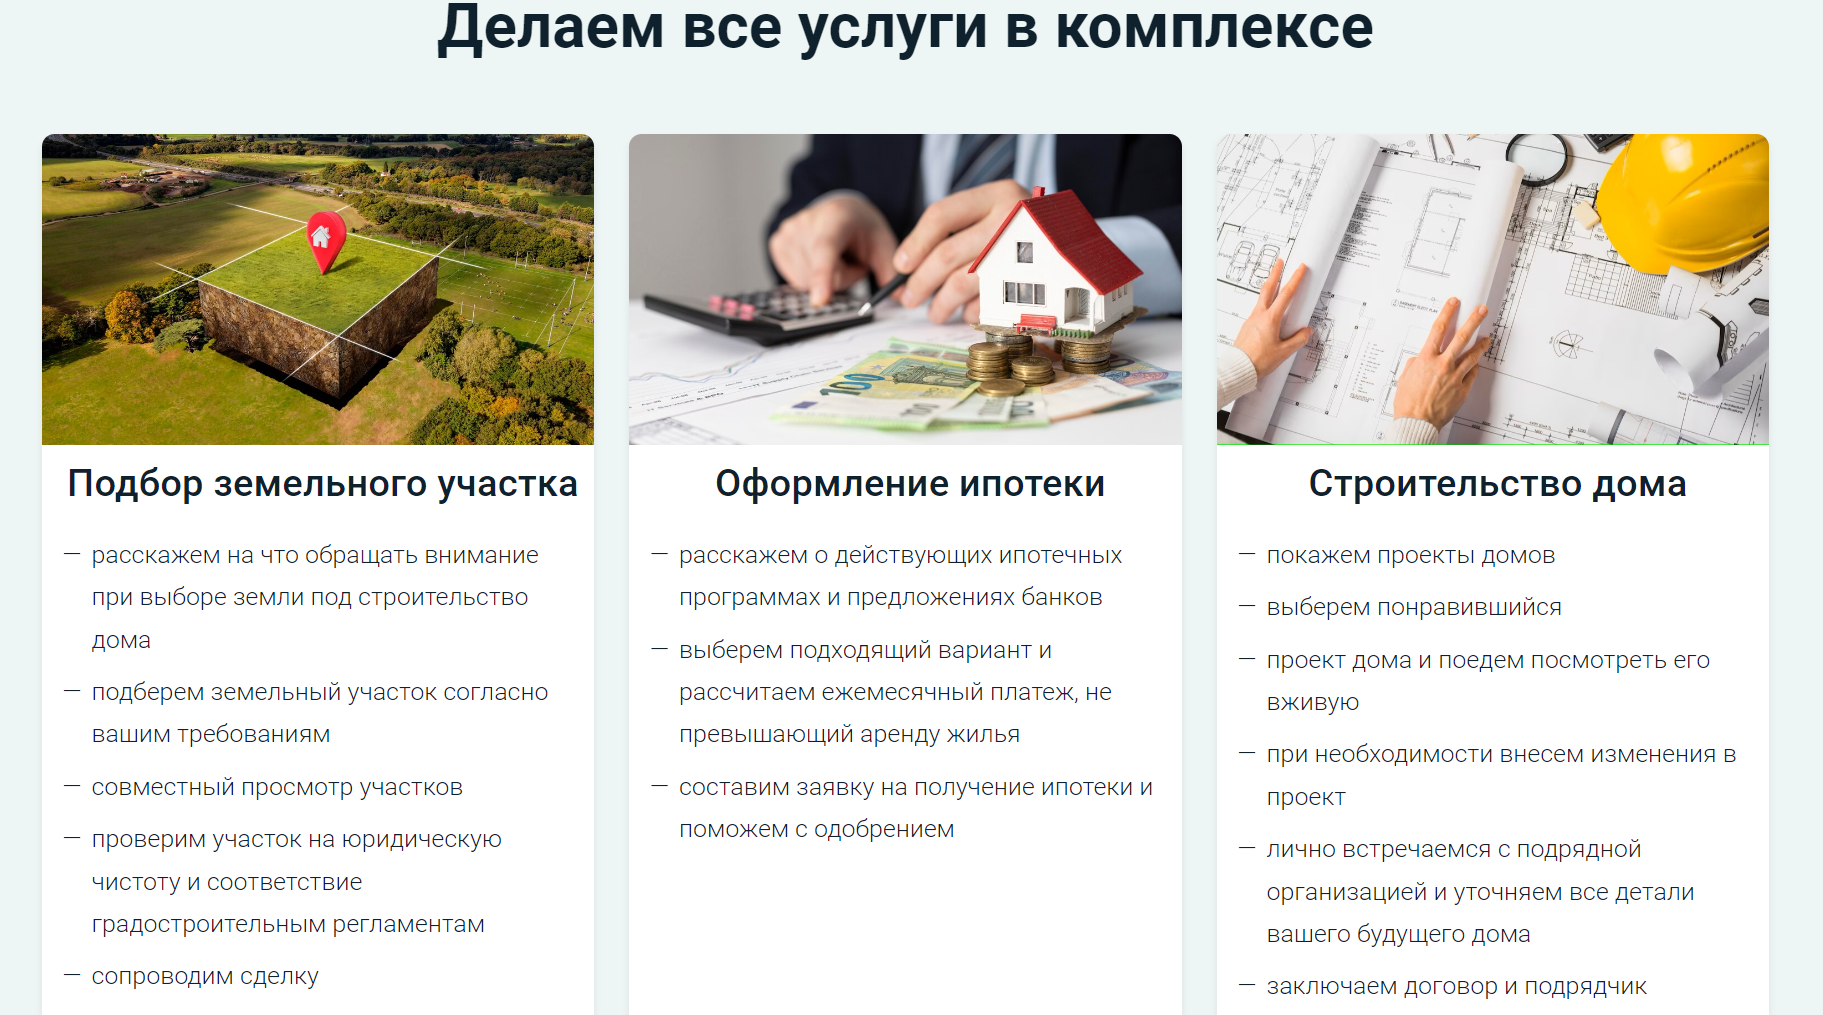 Делаем все услуги в комплексе
Подбор земельного участка
— расскажем на что обращать внимание
при выборе земли под строительство
дома
— подберем земельный участок согласно
вашим требованиям
— совместный просмотр участков
— проверим участок на юридическую
чистоту и соответствие
градостроительным регламентам
— сопроводим сделку
100
Оформление ипотеки
— расскажем о действующих ипотечных
программах и предложениях банков
— выберем подходящий вариант и
рассчитаем ежемесячный платеж, не
превышающий аренду жилья
— составим заявку на получение ипотеки и
поможем с одобрением
Строительство дома
— покажем проекты домов
— выберем понравившийся
— проект дома и поедем посмотреть его
вживую
— при необходимости внесем изменения в
проект
— лично встречаемся с подрядной
организацией и уточняем все детали
вашего будущего дома
— заключаем договор и подрядчик